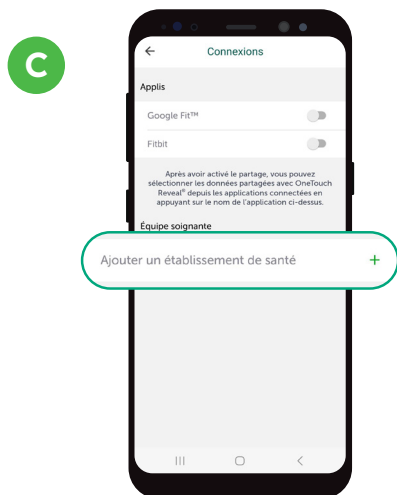 C
Connexions
Applis
Google Fit™
Fitbit
Après avoir activé le partage, vous pouvez
sélectionner les données partagées avec OneTouch
Reveal® depuis les applications connectées en
appuyant sur le nom de l'application ci-dessus.
Équipe soignante
Ajouter un établissement de santé +